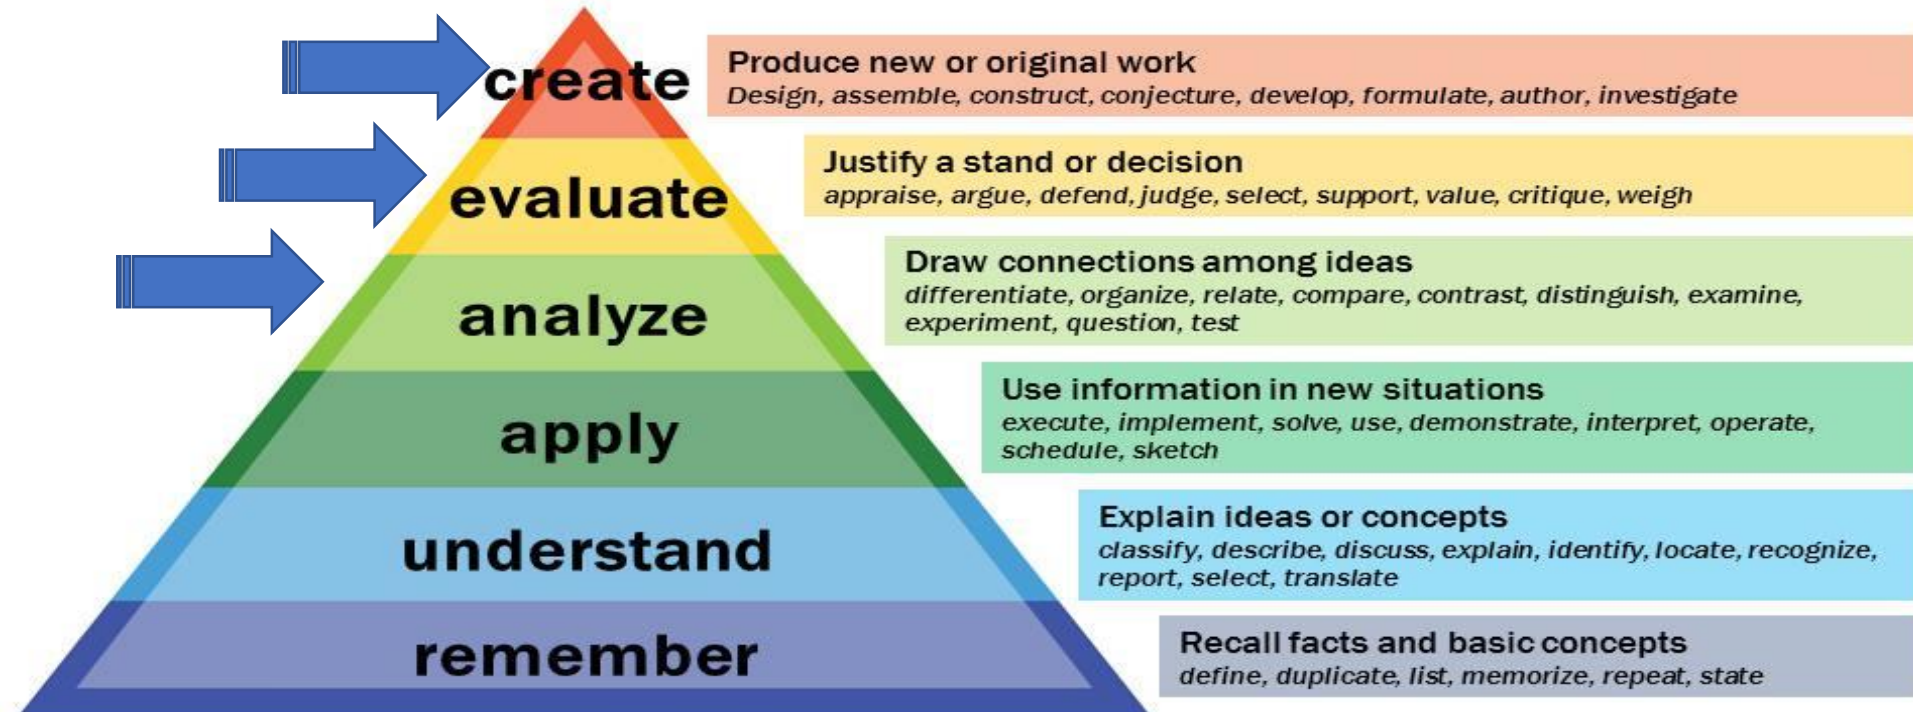 create
Produce new or original work
Design, assemble, construct, conjecture, develop, formulate, author, investigate
evaluate
Justify a stand or decision
appraise, argue, defend, judge, select, support, value, critique, weigh
analyze
Draw connections among ideas
differentiate, organize, relate, compare, contrast, distinguish, examine,
experiment, question, test
apply
Use information in new situations
execute, implement, solve, use, demonstrate, interpret, operate,
schedule, sketch
understand
Explain ideas or concepts
classify, describe, discuss, explain, identify, locate, recognize,
report, select, translate
remember
Recall facts and basic concepts
define, duplicate, list, memorize, repeat, state